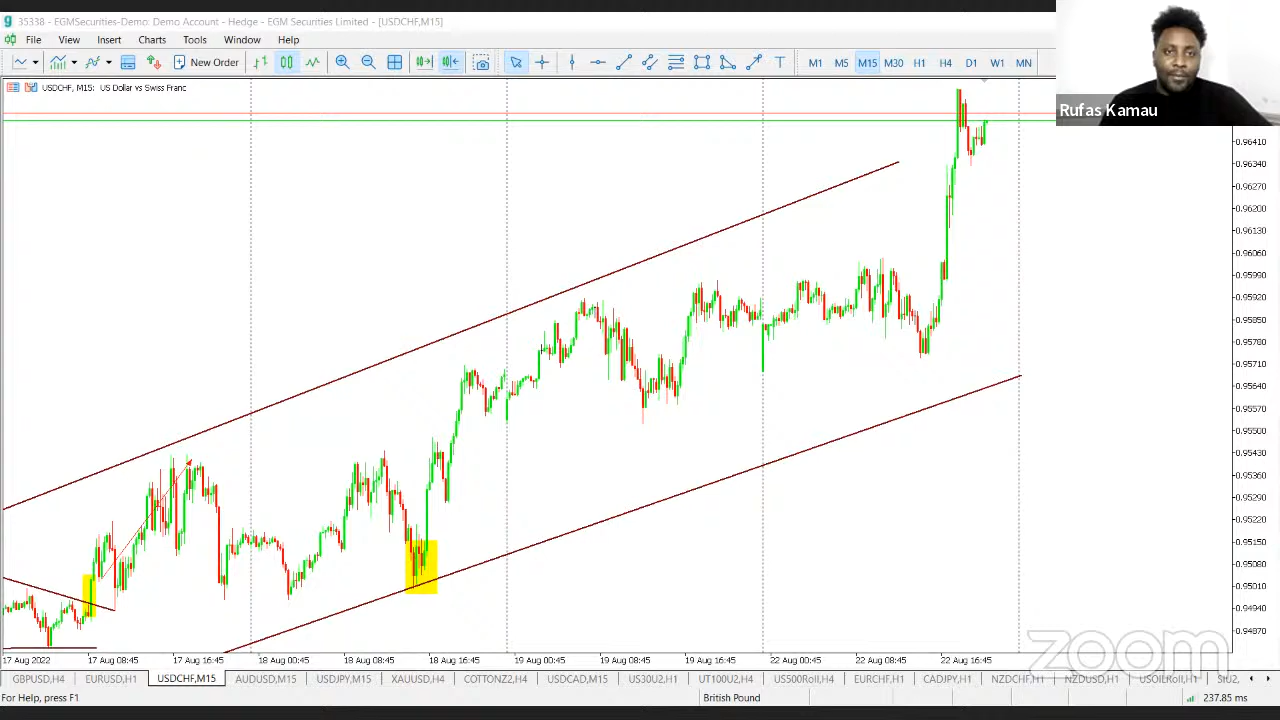 35338 - EGMSecurities-Demo: Demo Account - Hedge - EGM Securities Limited - [USDCHF,M15]
File View Insert Charts Tools Window Help
New Order M1 M5 M15 M30 H1 H4 D1 W1 MN
USDCHF, M15: US Dollar vs Swiss Franc
Rufas Kamau
0.96410
0.96340
0.96270
0.96200
0.96130
0.96060
0.95990
0.95920
0.95850
0.95780
0.95710
0.95640
0.95570
0.95500
0.95430
0.95360
0.95290
0.95220
0.95150
0.95080
0.95010
0.94940
0.94870
zoom
17 Aug 2022 17 Aug 08:45 17 Aug 16:45 18 Aug 00:45 18 Aug 08:45 18 Aug 16:45 19 Aug 00:45 19 Aug 08:45 19 Aug 16:45 22 Aug 00:45 22 Aug 08:45 22 Aug 16:45
GBPUSD,H4 EURUSD,H1 USDCHF,M15 AUDUSD,M15 USDJPY,H1 XAUUSD,H4 COTTONZ2,H4 USDCAD,M15 US30U2,H1 UT100U2,H4 US500Roll,H4 EURCHF,H1 CADJPY,H1 NZDCHF,H1 NZDUSD,H1 USOILRoll,H1
For Help, press F1 British Pound 237.85 ms